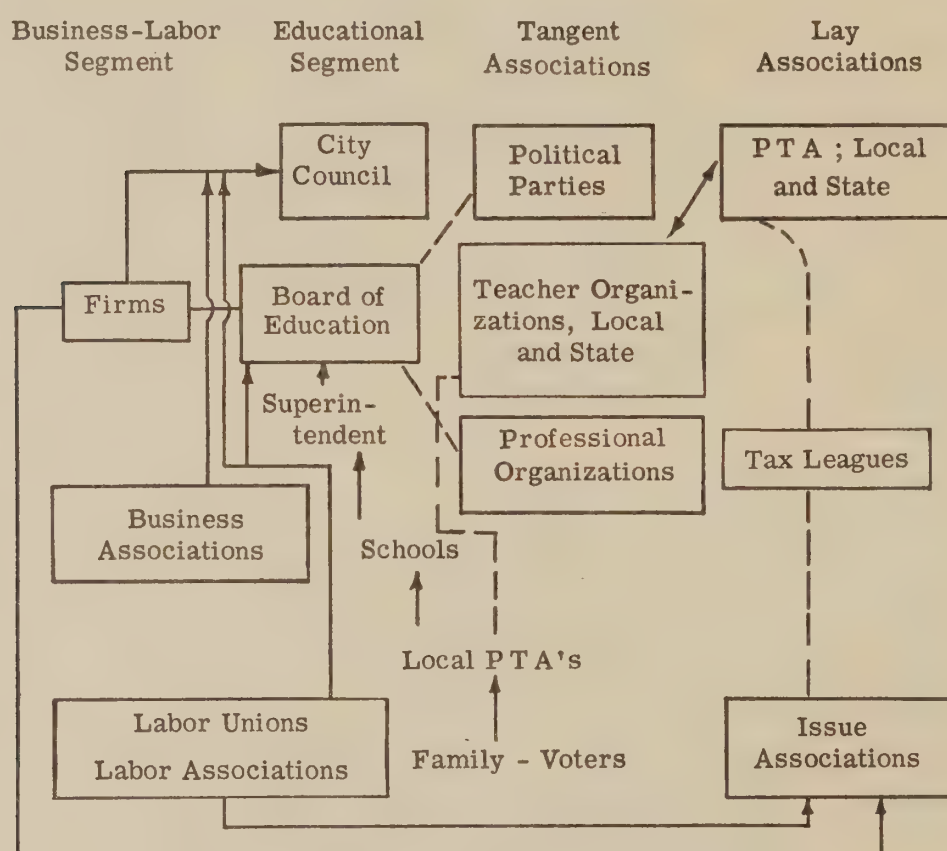 Business-Labor
Segment
Educational
Segment
Tangent
Associations
Lay
Associations
City
Council
Political
Parties
PTA ; Local
and State
Firms
Board of
Education
Teacher Organi-
zations, Local
and State
Superin-
tendent
Professional
Organizations
Tax Leagues
Business
Associations
Schools
Local PTA's
Labor Unions
Labor Associations
Family - Voters
Issue
Associations